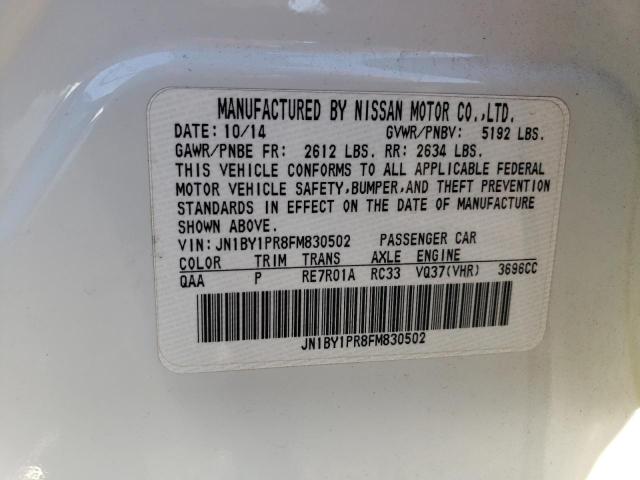 MANUFACTURED BY NISSAN MOTOR CO.,LTD.
DATE: 10/14 GVWR/PNBV: 5192 LBS.
GAWR/PNBE FR: 2612 LBS. RR: 2634 LBS.
THIS VEHICLE CONFORMS TO ALL APPLICABLE FEDERAL
MOTOR VEHICLE SAFETY,BUMPER,AND THEFT PREVENTION
STANDARDS IN EFFECT ON THE DATE OF MANUFACTURE
SHOWN ABOVE.
VIN:JN1BY1PR8FM830502 PASSENGER CAR
COLOR TRIM TRANS AXLE ENGINE
QAA P RE7R01A RC33 VQ37(VHR) 3696CC
JN1BY1PR8FM830502